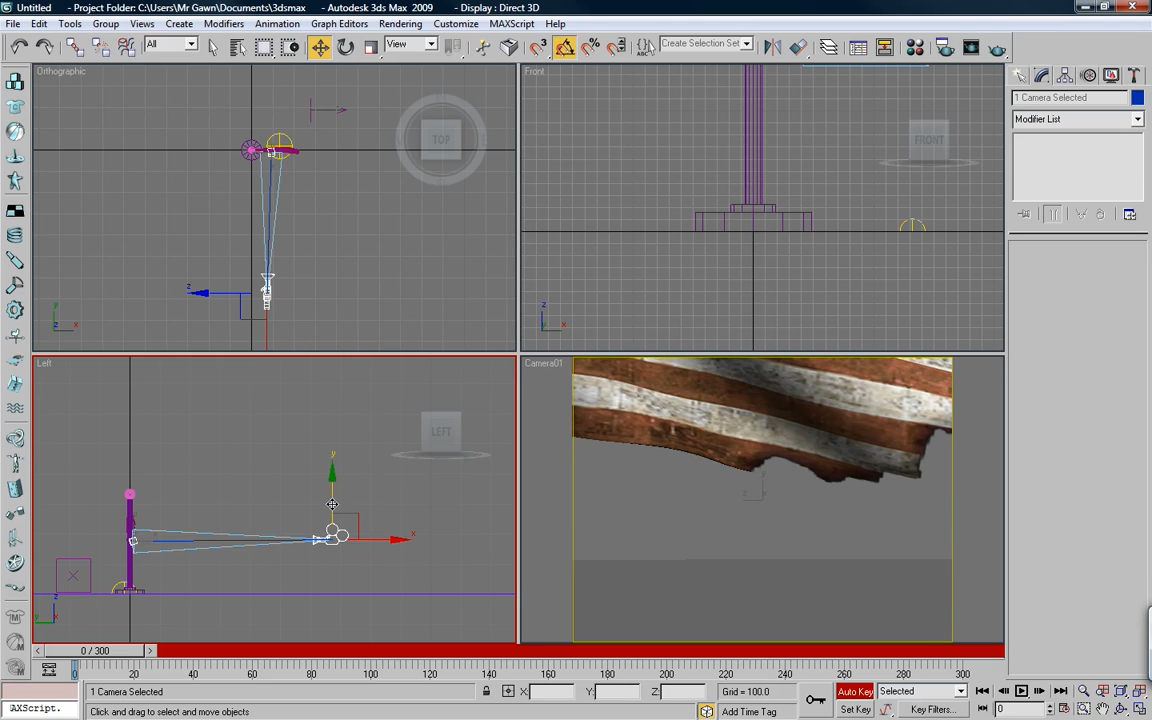 Untitled - Project Folder: C:\Users\Mr Gawn\Documents\3dsmax - Autodesk 3ds Max 2009 - Display : Direct 3D
File Edit Tools Group Views Create Modifiers Animation Graph Editors Rendering Customize MAXScript Help
All View 3 Create Selection Set
Orthographic
TOP
z
y
z x
Front
FRONT
z
y x
1 Camera Selected
Modifier List
Left
LEFT
y
x
z
y x
Camera01
z
0 / 300
0 20 40 60 80 100 120 140 160 180 200 220 240 260 280 300
1 Camera Selected X: Y: Z: Grid = 100.0 Auto Key Selected
AXScript. Click and drag to select and move objects Add Time Tag Set Key Key Filters... 0